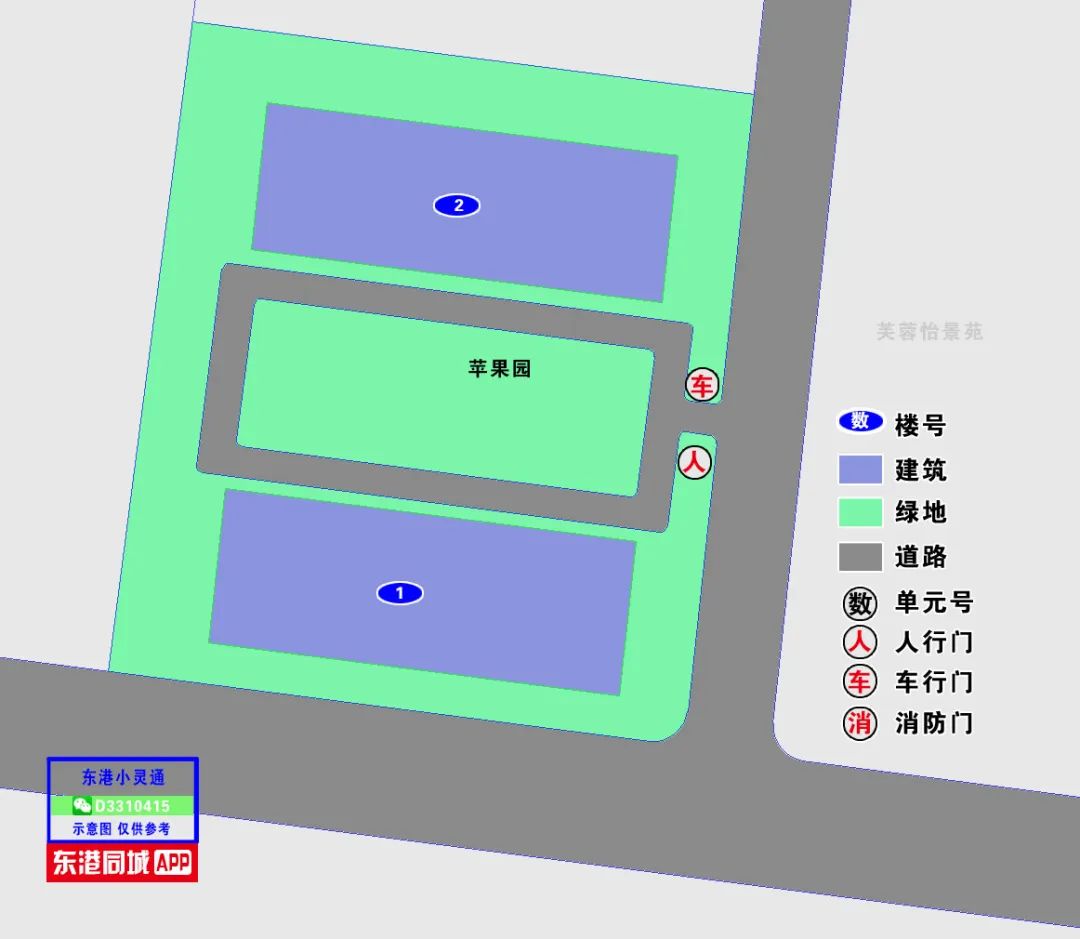 2
芙蓉怡景苑
苹果园
车
人
1
数 楼号
建筑
绿地
道路
数 单元号
人 人行门
车 车行门
消 消防门
东港小灵通
D3310415
示意图 仅供参考
东港同城APP